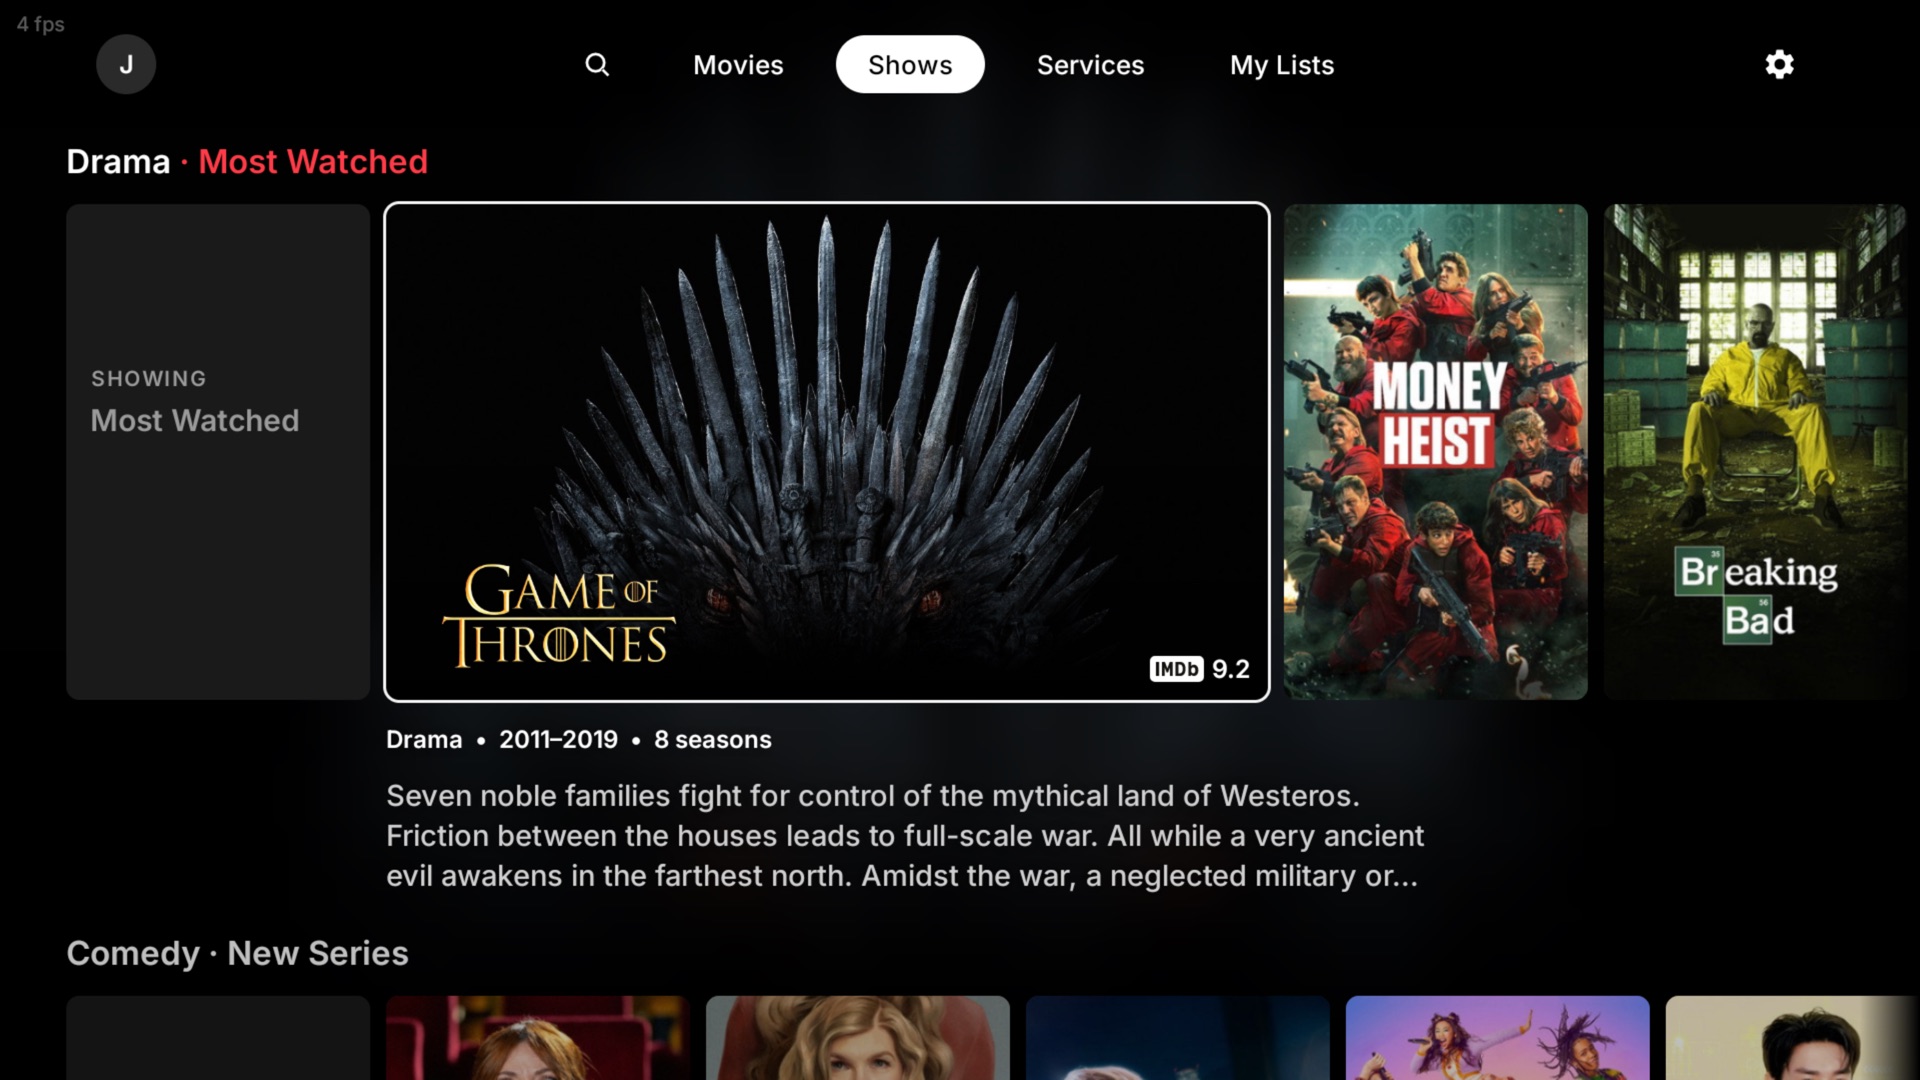 4 fps
J
Movies
Shows
Services
My Lists
Drama · Most Watched
SHOWING
Most Watched
GAME OF
THRONES
IMDb 9.2
MONEY
HEIST
35
Breaking
56
Bad
Drama • 2011–2019 • 8 seasons
Seven noble families fight for control of the mythical land of Westeros.
Friction between the houses leads to full-scale war. All while a very ancient
evil awakens in the farthest north. Amidst the war, a neglected military or...
Comedy · New Series